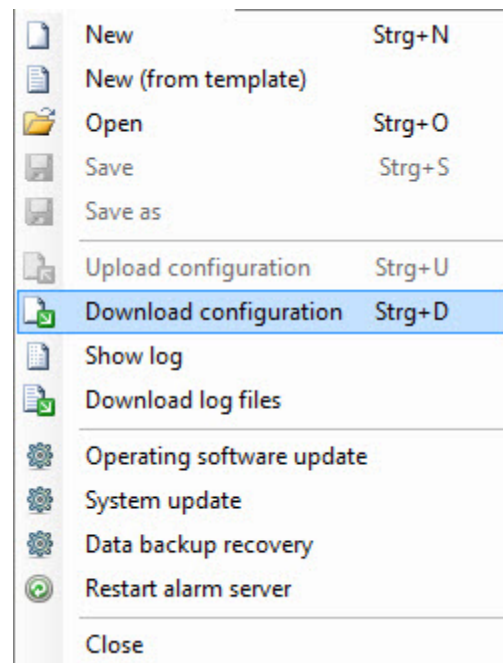 New Strg+N
New (from template)
Open Strg+O
Save Strg+S
Save as
Upload configuration Strg+U
Download configuration Strg+D
Show log
Download log files
Operating software update
System update
Data backup recovery
Restart alarm server
Close